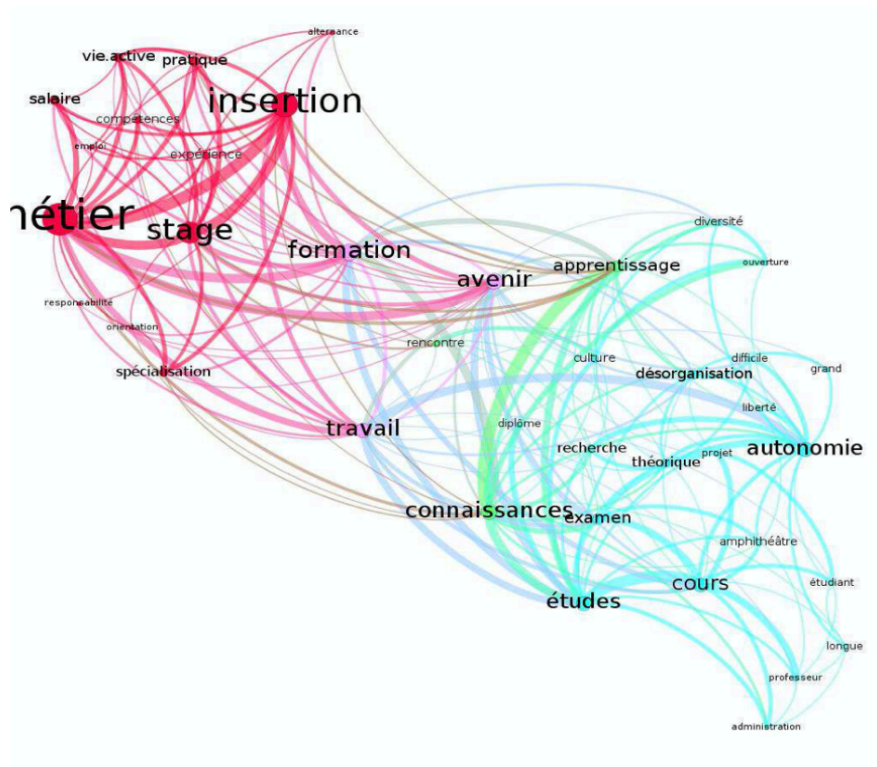 alternance
vie.active
pratique
salaire
insertion
compétences
emploi
expérience
métier
stage
formation
diversité
avenir
apprentissage
ouverture
responsabilité
orientation
rencontre
culture
difficile
spécialisation
désorganisation
grand
liberté
travail
diplôme
recherche
théorique
projet
autonomie
connaissances
examen
amphithéâtre
cours
étudiant
études
longue
professeur
administration